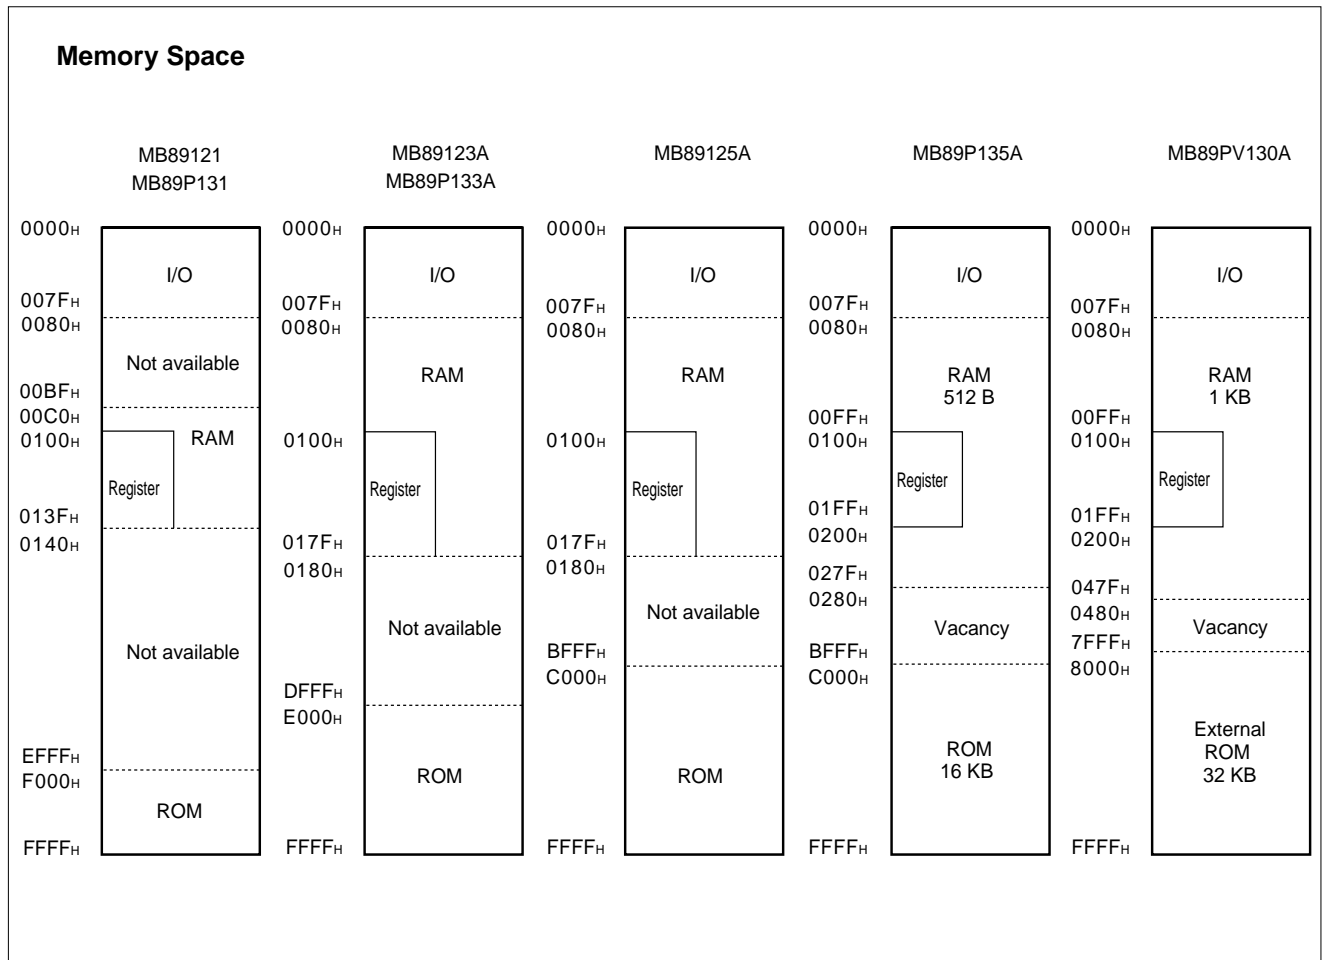 Memory Space
MB89121
MB89P131
0000H
I/O
007FH
0080H
Not available
00BFH
00C0H
0100H
RAM
Register
013FH
0140H
Not available
EFFFH
F000H
ROM
FFFFH
MB89123A
MB89P133A
0000H
I/O
007FH
0080H
RAM
0100H
Register
017FH
0180H
Not available
DFFFH
E000H
ROM
FFFFH
MB89125A
0000H
I/O
007FH
0080H
RAM
0100H
Register
017FH
0180H
Not available
BFFFH
C000H
ROM
FFFFH
MB89P135A
0000H
I/O
007FH
0080H
RAM
512 B
00FFH
0100H
Register
01FFH
0200H
027FH
0280H
Vacancy
BFFFH
C000H
ROM
16 KB
FFFFH
MB89PV130A
0000H
I/O
007FH
0080H
RAM
1 KB
00FFH
0100H
Register
01FFH
0200H
047FH
0480H
Vacancy
7FFFH
8000H
External
ROM
32 KB
FFFFH